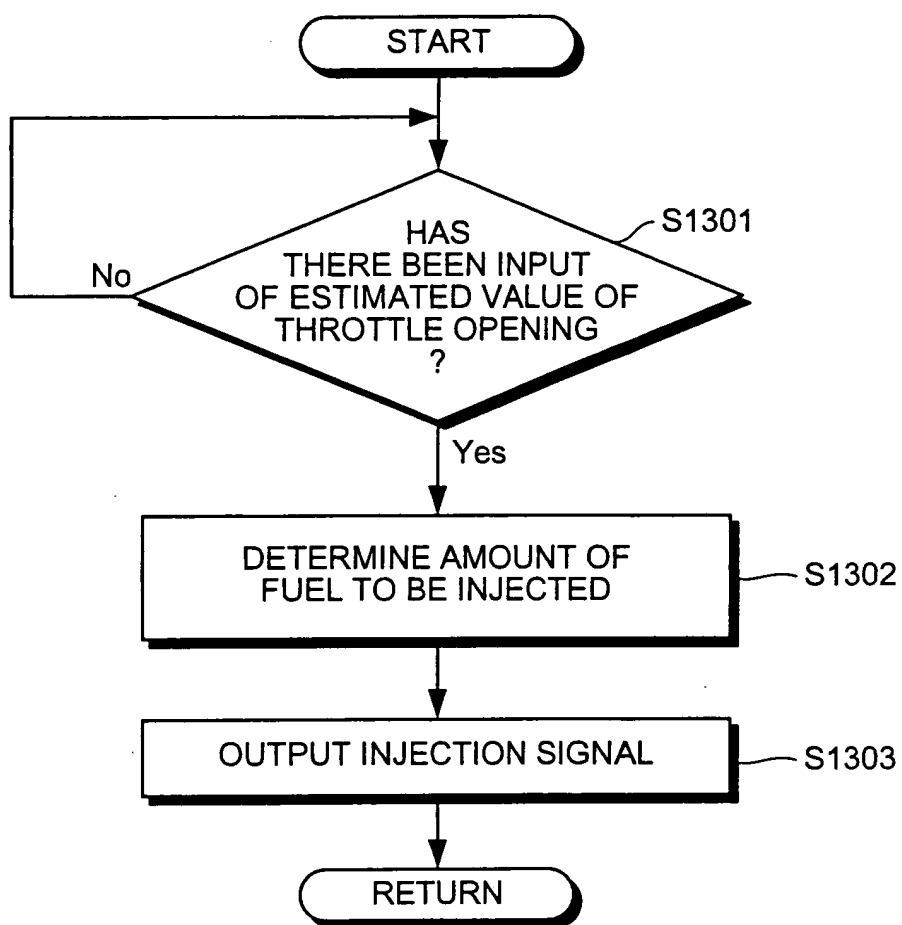 START
S1301
HAS
THERE BEEN INPUT
OF ESTIMATED VALUE OF
THROTTLE OPENING
?
No
Yes
DETERMINE AMOUNT OF
FUEL TO BE INJECTED
S1302
OUTPUT INJECTION SIGNAL
S1303
RETURN